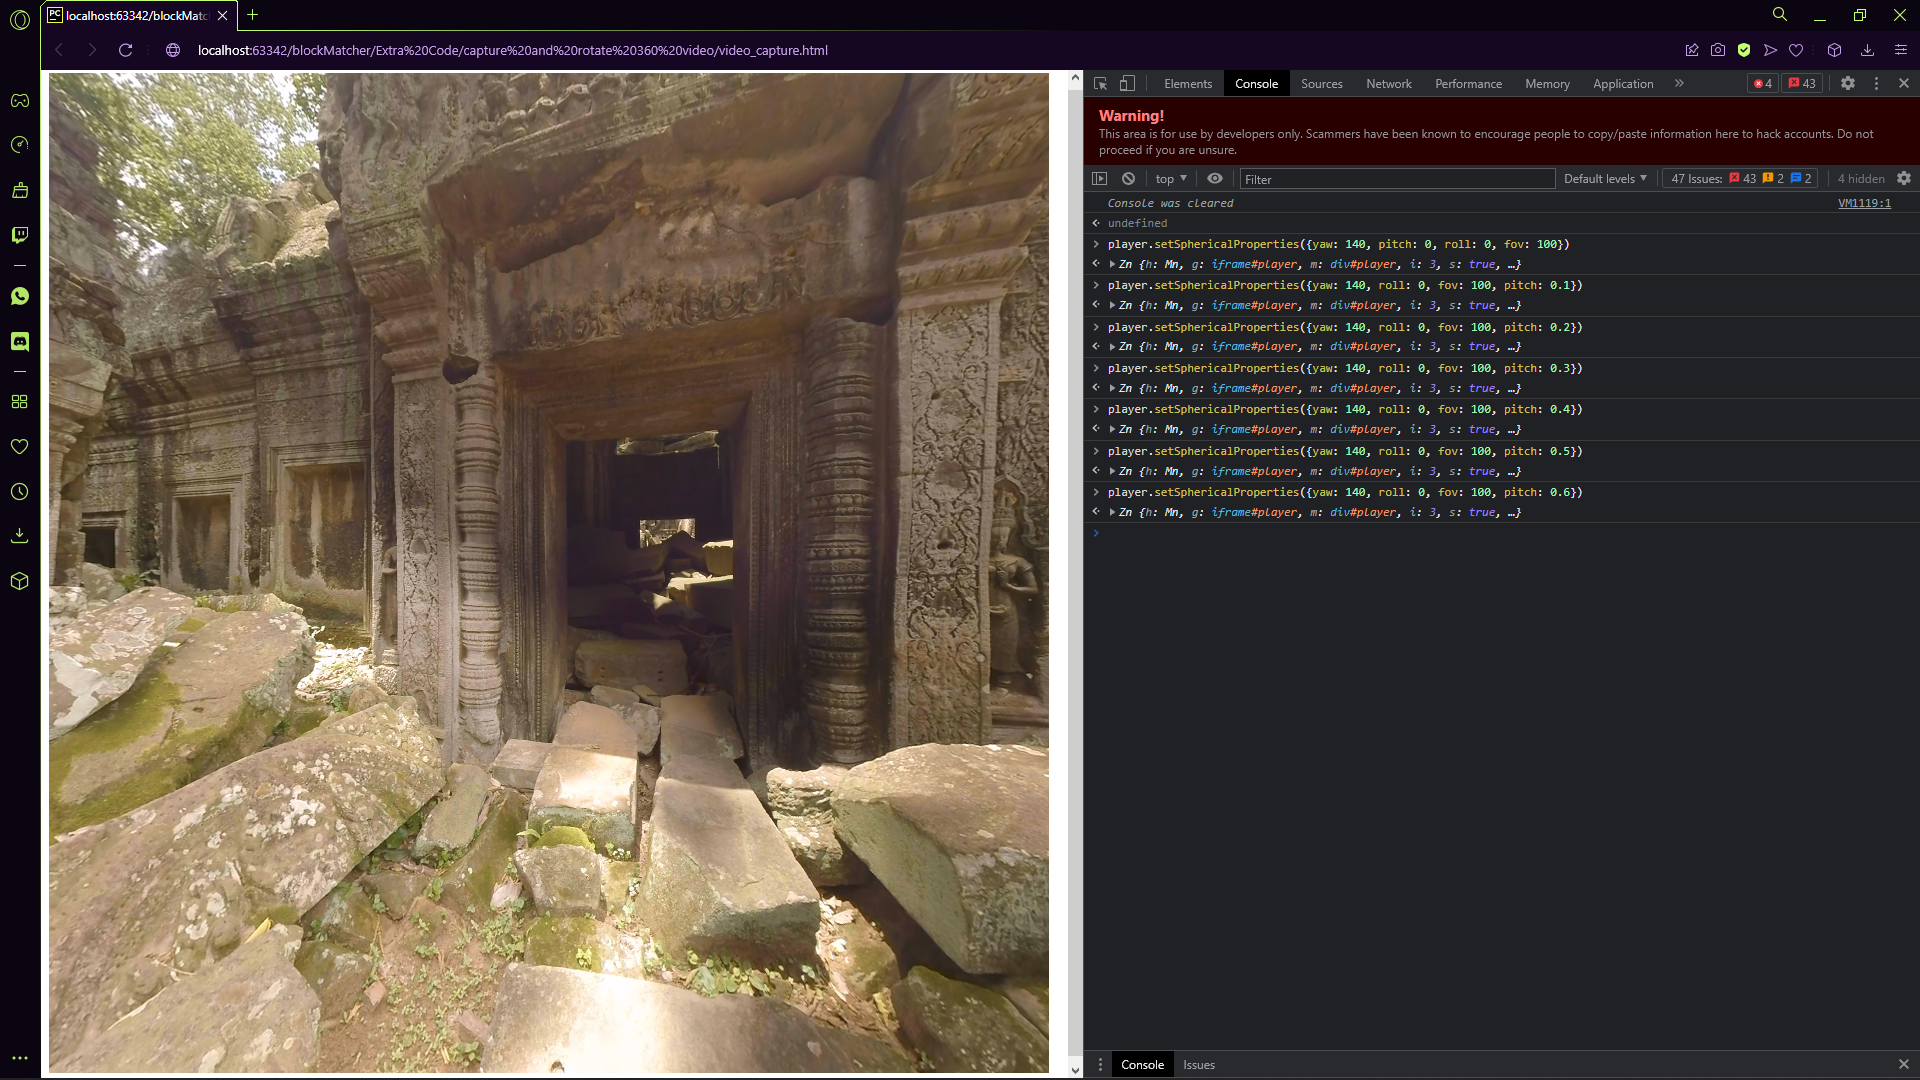 PC
localhost:63342/blockMatc
localhost:63342/blockMatcher/Extra%20Code/capture%20and%20rotate%20360%20video/video_capture.html
Elements Console Sources Network Performance Memory Application » 4 43
Warning!
This area is for use by developers only. Scammers have been known to encourage people to copy/paste information here to hack accounts. Do not
proceed if you are unsure.
top Filter Default levels 47 Issues: 43 2 2 4 hidden
Console was cleared VM1119:1
undefined
player.setSphericalProperties({yaw: 140, pitch: 0, roll: 0, fov: 100})
Zn {h: Mn, g: iframe#player, m: div#player, i: 3, s: true, …}
player.setSphericalProperties({yaw: 140, roll: 0, fov: 100, pitch: 0.1})
Zn {h: Mn, g: iframe#player, m: div#player, i: 3, s: true, …}
player.setSphericalProperties({yaw: 140, roll: 0, fov: 100, pitch: 0.2})
Zn {h: Mn, g: iframe#player, m: div#player, i: 3, s: true, …}
player.setSphericalProperties({yaw: 140, roll: 0, fov: 100, pitch: 0.3})
Zn {h: Mn, g: iframe#player, m: div#player, i: 3, s: true, …}
player.setSphericalProperties({yaw: 140, roll: 0, fov: 100, pitch: 0.4})
Zn {h: Mn, g: iframe#player, m: div#player, i: 3, s: true, …}
player.setSphericalProperties({yaw: 140, roll: 0, fov: 100, pitch: 0.5})
Zn {h: Mn, g: iframe#player, m: div#player, i: 3, s: true, …}
player.setSphericalProperties({yaw: 140, roll: 0, fov: 100, pitch: 0.6})
Zn {h: Mn, g: iframe#player, m: div#player, i: 3, s: true, …}
Console Issues